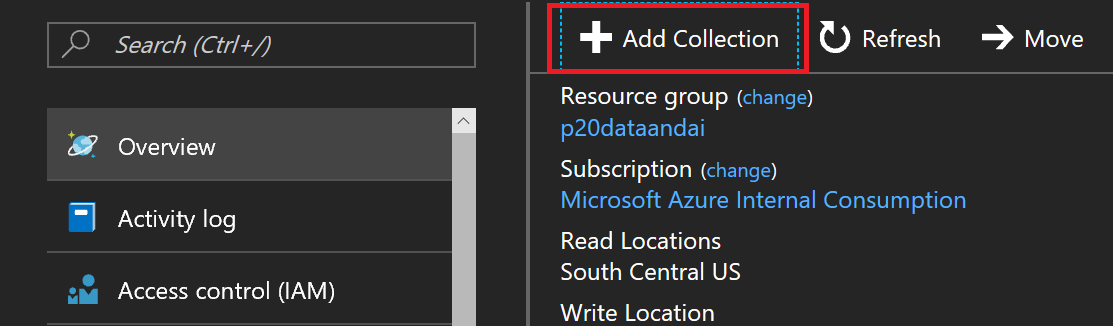 Search (Ctrl+/)
Overview
Activity log
Access control (IAM)
Add Collection
Refresh
Move
Resource group (change)
p20dataandai
Subscription (change)
Microsoft Azure Internal Consumption
Read Locations
South Central US
Write Location